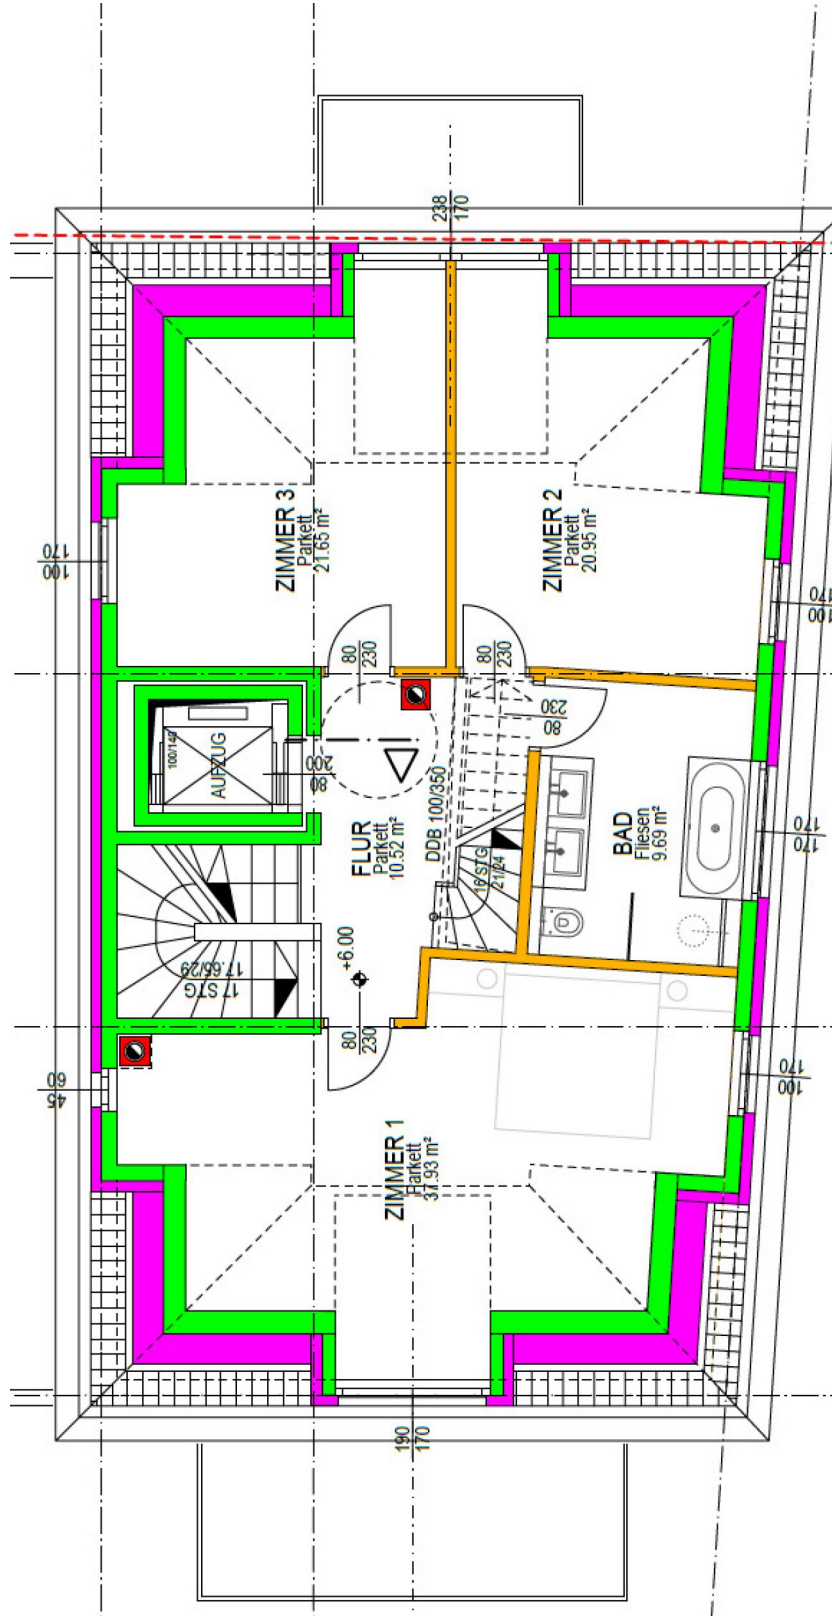 238
170
170
100
ZIMMER 3
Parkett
21.65 m²
ZIMMER 2
Parkett
20.95 m²
170
100
80
230
80
230
80
230
100/140
AUFZUG
80
200
FLUR
Parkett
10.52 m²
DDB 100/350
16 STG
21/24
BAD
Fliesen
9.69 m²
170
170
17 STG
17.65/29
+6.00
80
230
60
45
170
100
ZIMMER 1
Parkett
37.93 m²
190
170